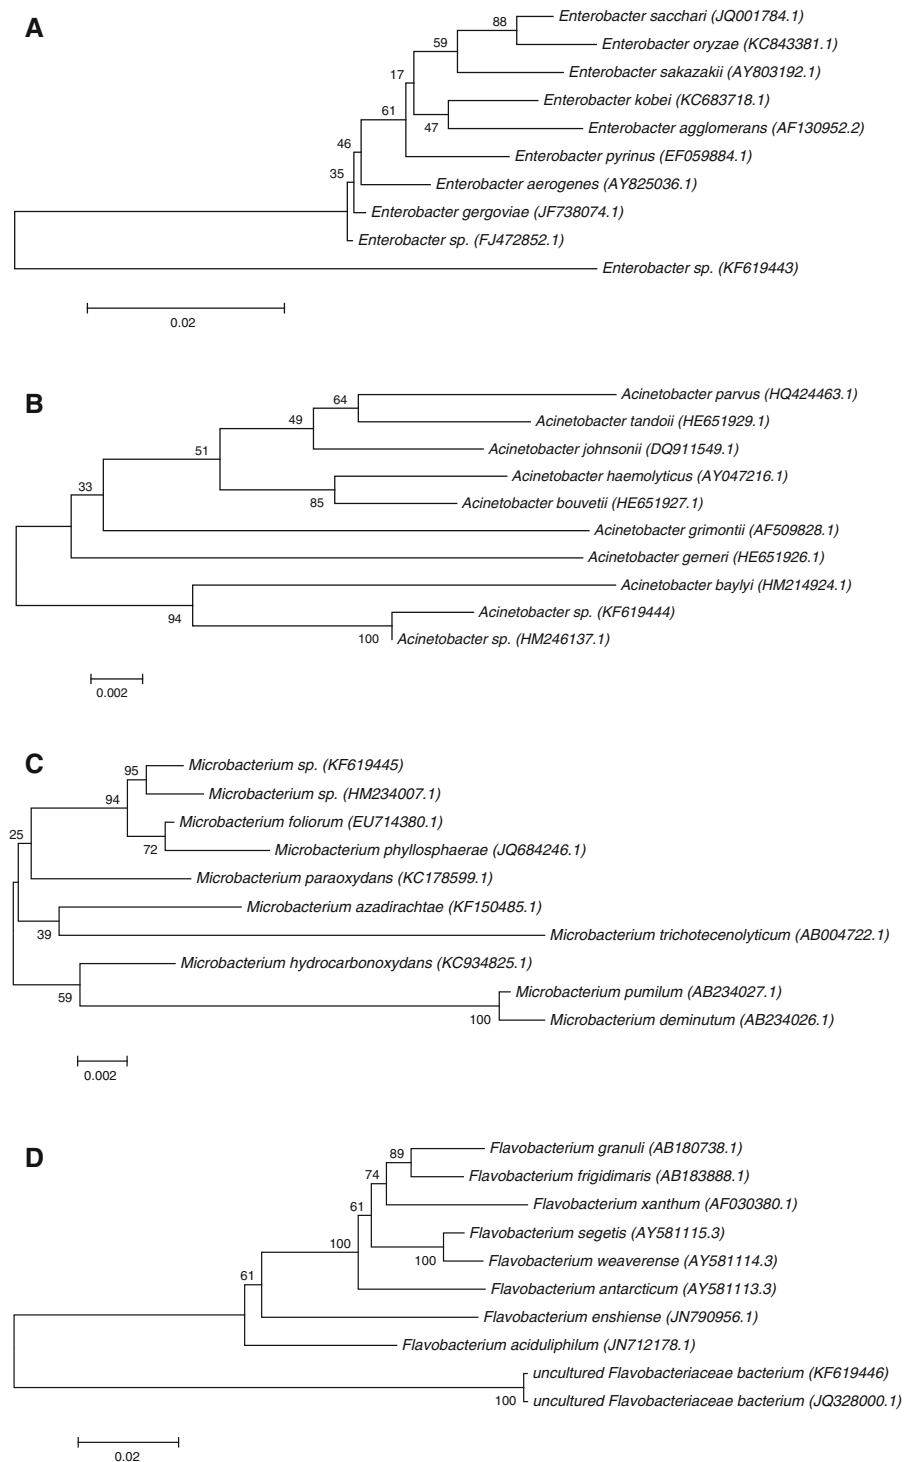 A
88
Enterobacter sacchari (JQ001784.1)
59
Enterobacter oryzae (KC843381.1)
17
Enterobacter sakazakii (AY803192.1)
61
Enterobacter kobei (KC683718.1)
47
Enterobacter agglomerans (AF130952.2)
46
Enterobacter pyrinus (EF059884.1)
35
Enterobacter aerogenes (AY825036.1)
Enterobacter gergoviae (JF738074.1)
Enterobacter sp. (FJ472852.1)
Enterobacter sp. (KF619443)
0.02
B
64
Acinetobacter parvus (HQ424463.1)
49
Acinetobacter tandoii (HE651929.1)
51
Acinetobacter johnsonii (DQ911549.1)
Acinetobacter haemolyticus (AY047216.1)
85
Acinetobacter bouvetii (HE651927.1)
33
Acinetobacter grimontii (AF509828.1)
Acinetobacter gerneri (HE651926.1)
Acinetobacter baylyi (HM214924.1)
94
Acinetobacter sp. (KF619444)
100
Acinetobacter sp. (HM246137.1)
0.002
C
95
Microbacterium sp. (KF619445)
94
Microbacterium sp. (HM234007.1)
Microbacterium foliorum (EU714380.1)
25
72
Microbacterium phyllosphaerae (JQ684246.1)
Microbacterium paraoxydans (KC178599.1)
Microbacterium azadirachtae (KF150485.1)
39
Microbacterium trichotecenolyticum (AB004722.1)
Microbacterium hydrocarbonoxydans (KC934825.1)
59
Microbacterium pumilum (AB234027.1)
100
Microbacterium deminutum (AB234026.1)
0.002
D
89
Flavobacterium granuli (AB180738.1)
74
Flavobacterium frigidimaris (AB183888.1)
61
Flavobacterium xanthum (AF030380.1)
100
Flavobacterium segetis (AY581115.3)
100
Flavobacterium weaverense (AY581114.3)
61
Flavobacterium antarcticum (AY581113.3)
Flavobacterium enshiense (JN790956.1)
Flavobacterium aciduliphilum (JN712178.1)
uncultured Flavobacteriaceae bacterium (KF619446)
100
uncultured Flavobacteriaceae bacterium (JQ328000.1)
0.02